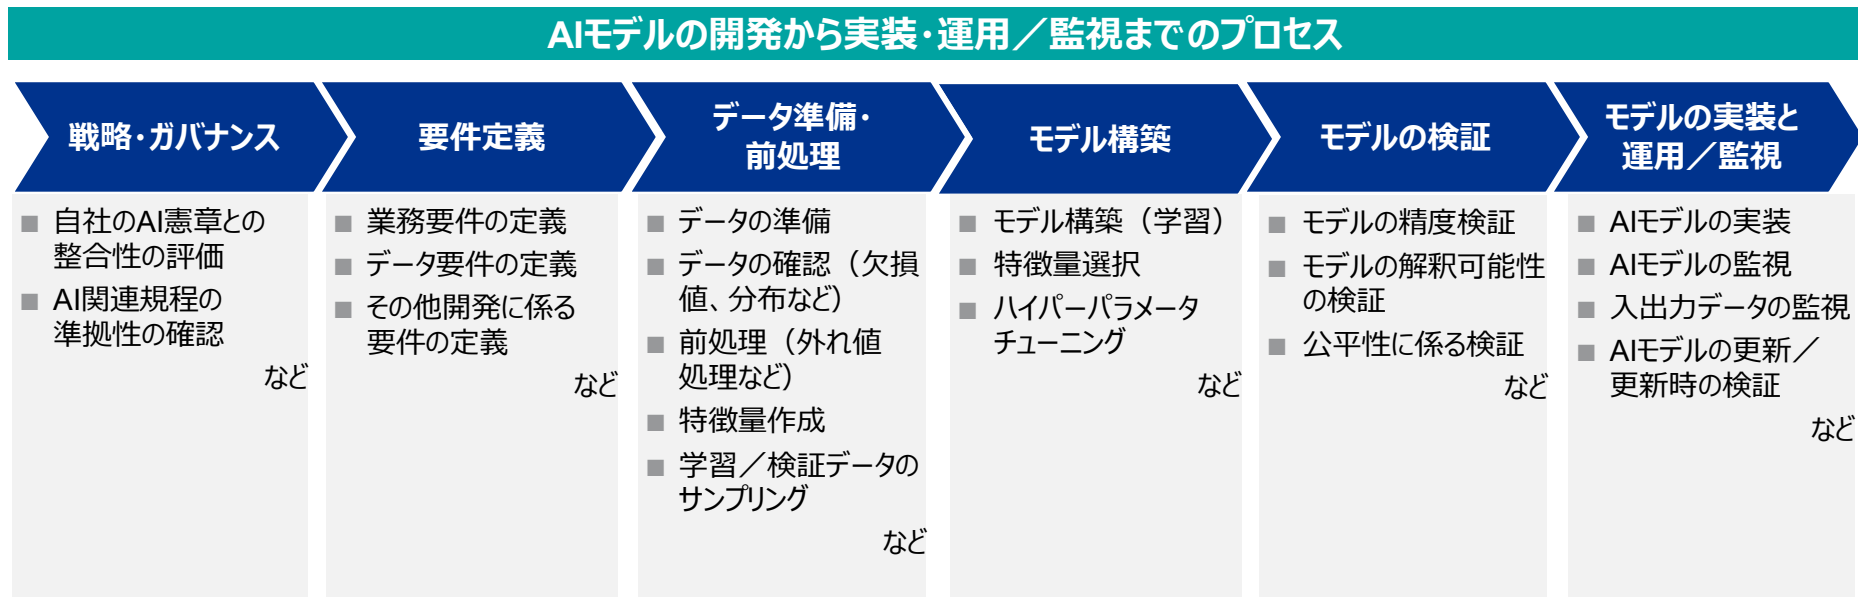 AIモデルの開発から実装・運用／監視までのプロセス
戦略・ガバナンス
自社のAI憲章との
整合性の評価
AI関連規程の
準拠性の確認
など
要件定義
業務要件の定義
データ要件の定義
その他開発に係る
要件の定義
など
データ準備・
前処理
データの準備
データの確認（欠損
値、分布など）
前処理（外れ値
処理など）
特徴量作成
学習／検証データの
サンプリング
など
モデル構築
モデル構築（学習）
特徴量選択
ハイパーパラメータ
チューニング
など
モデルの検証
モデルの精度検証
モデルの解釈可能性
の検証
公平性に係る検証
など
モデルの実装と
運用／監視
AIモデルの実装
AIモデルの監視
入出力データの監視
AIモデルの更新／
更新時の検証
など